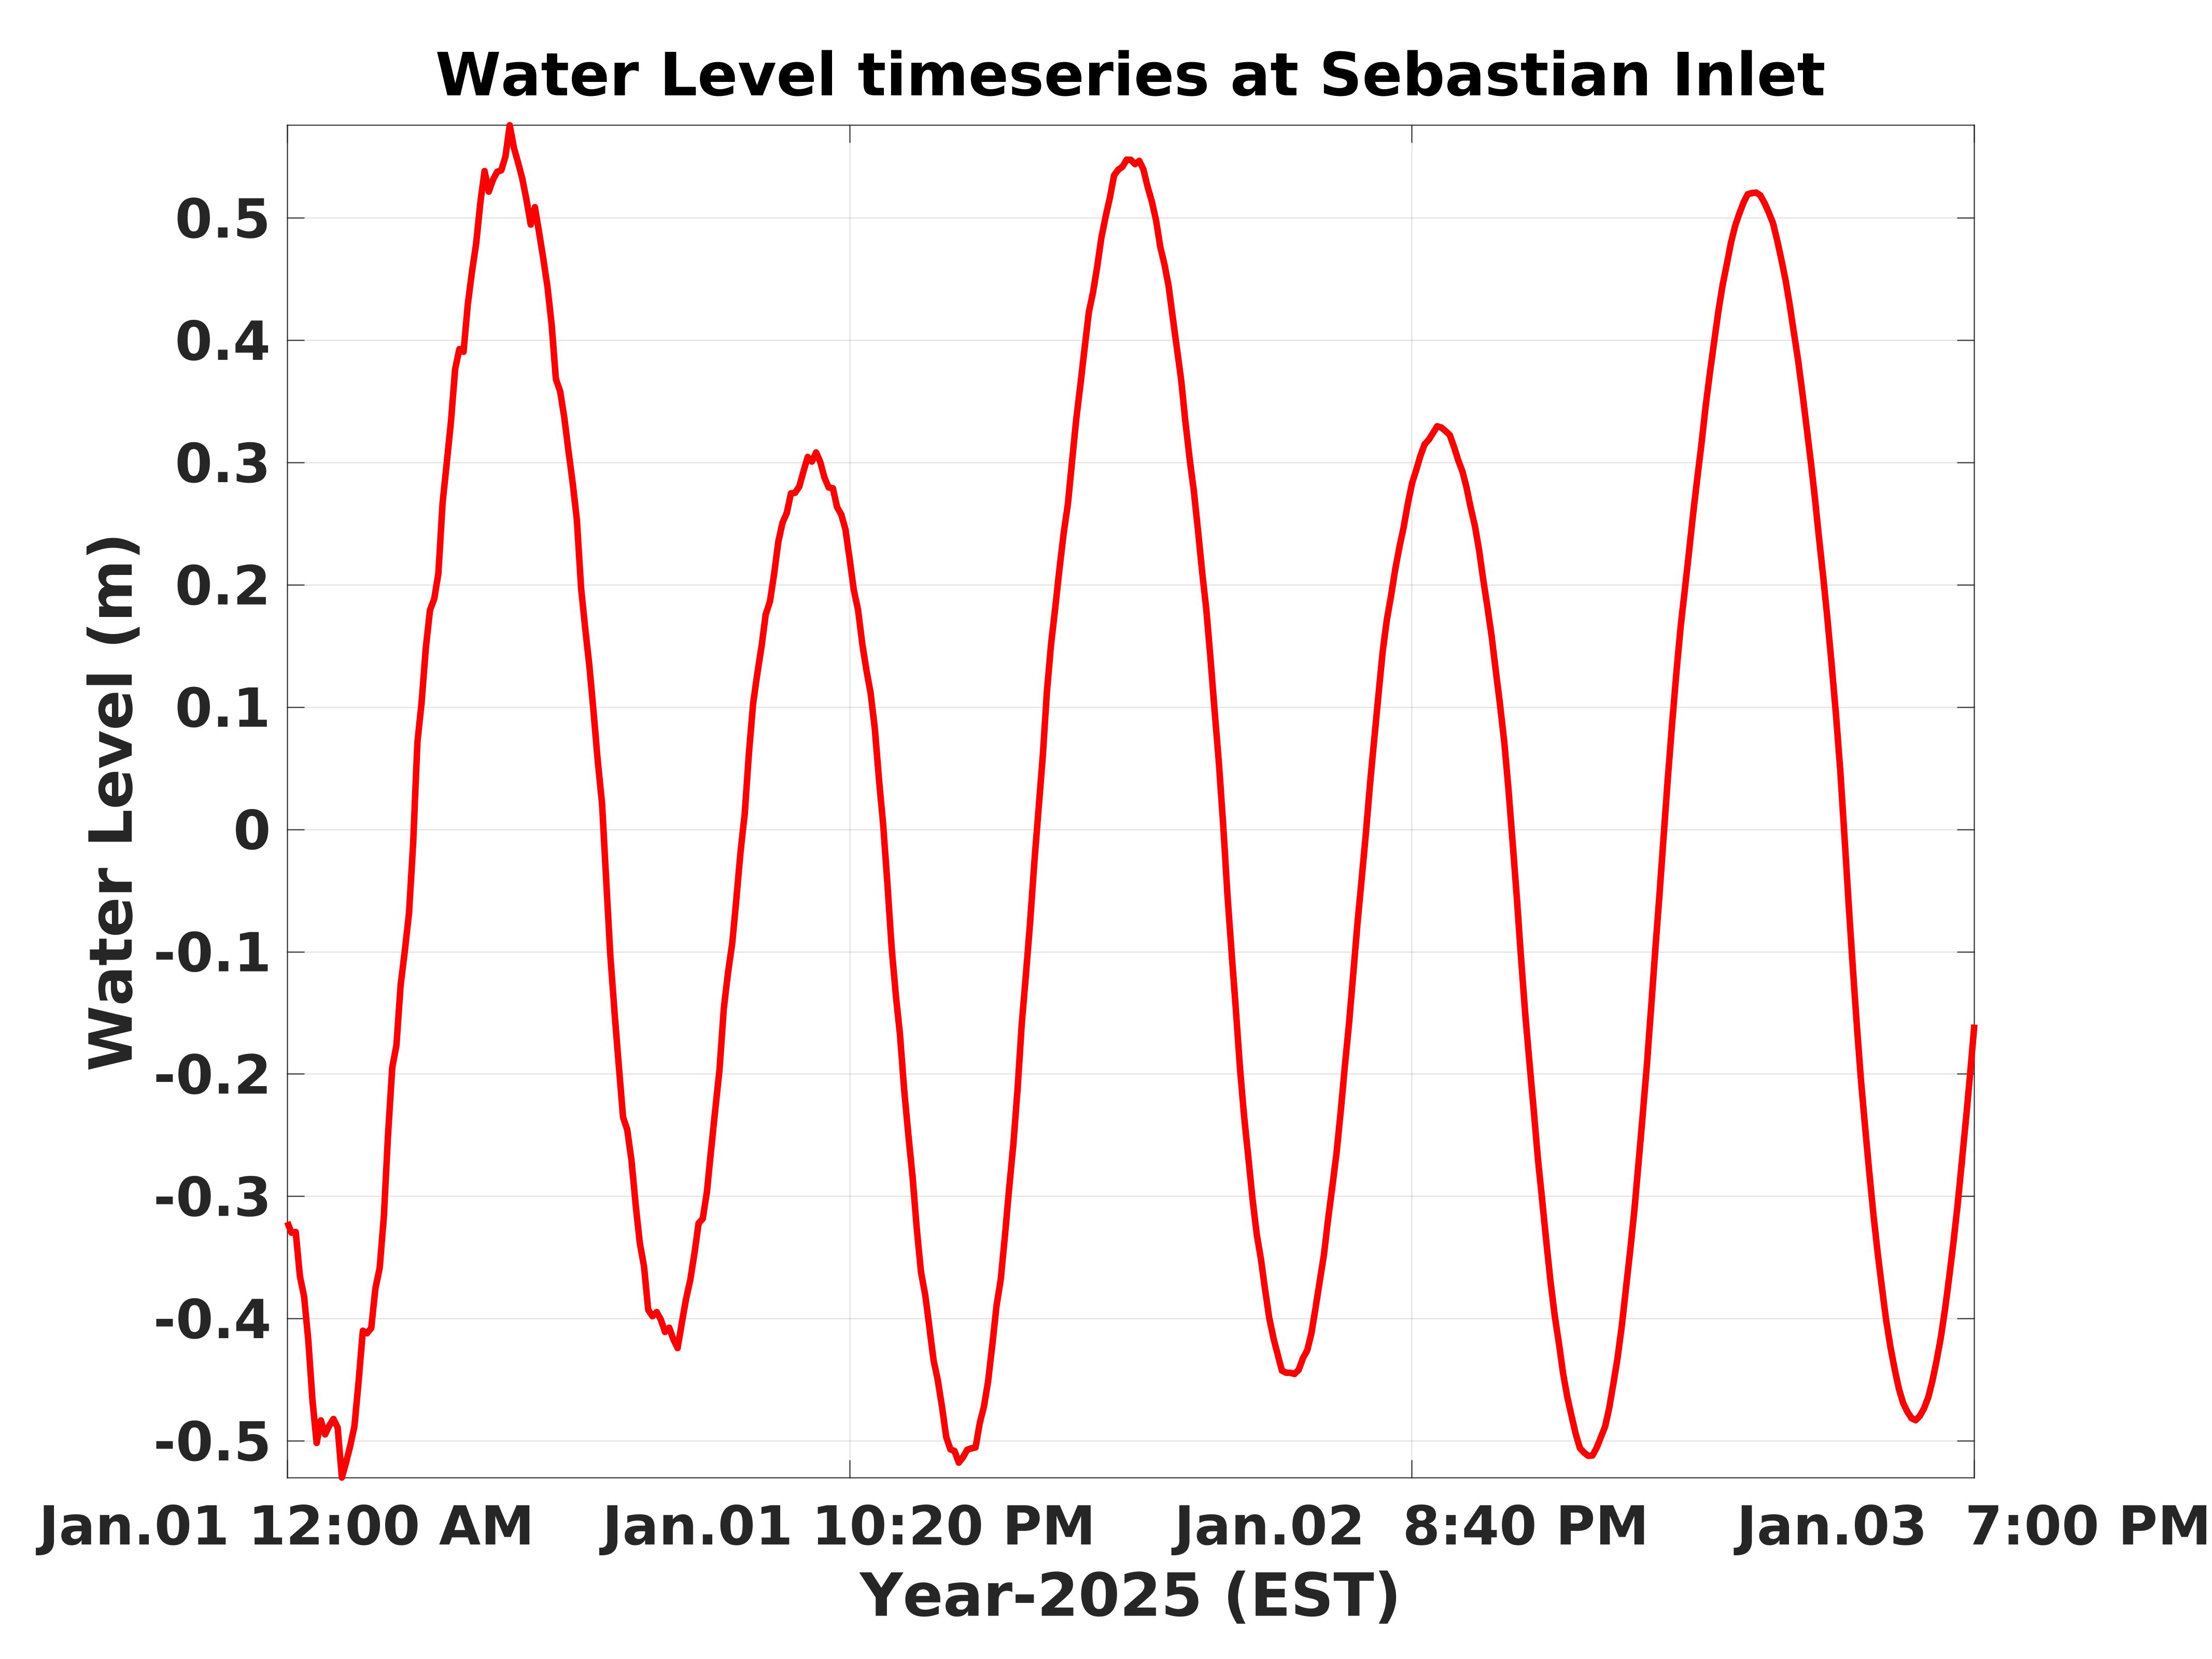 Water Level timeseries at Sebastian Inlet
Water Level (m)
0.5
0.4
0.3
0.2
0.1
0
-0.1
-0.2
-0.3
-0.4
-0.5
Jan.01 12:00 AM
Jan.01 10:20 PM
Jan.02 8:40 PM
Jan.03 7:00 PM
Year-2025 (EST)